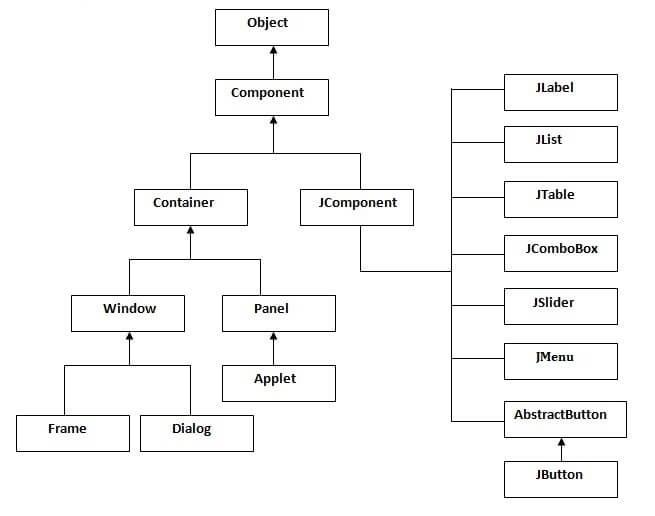 Object
Component
Container
JComponent
Window
Panel
Applet
Frame
Dialog
JLabel
JList
JTable
JComboBox
JSlider
JMenu
AbstractButton
JButton